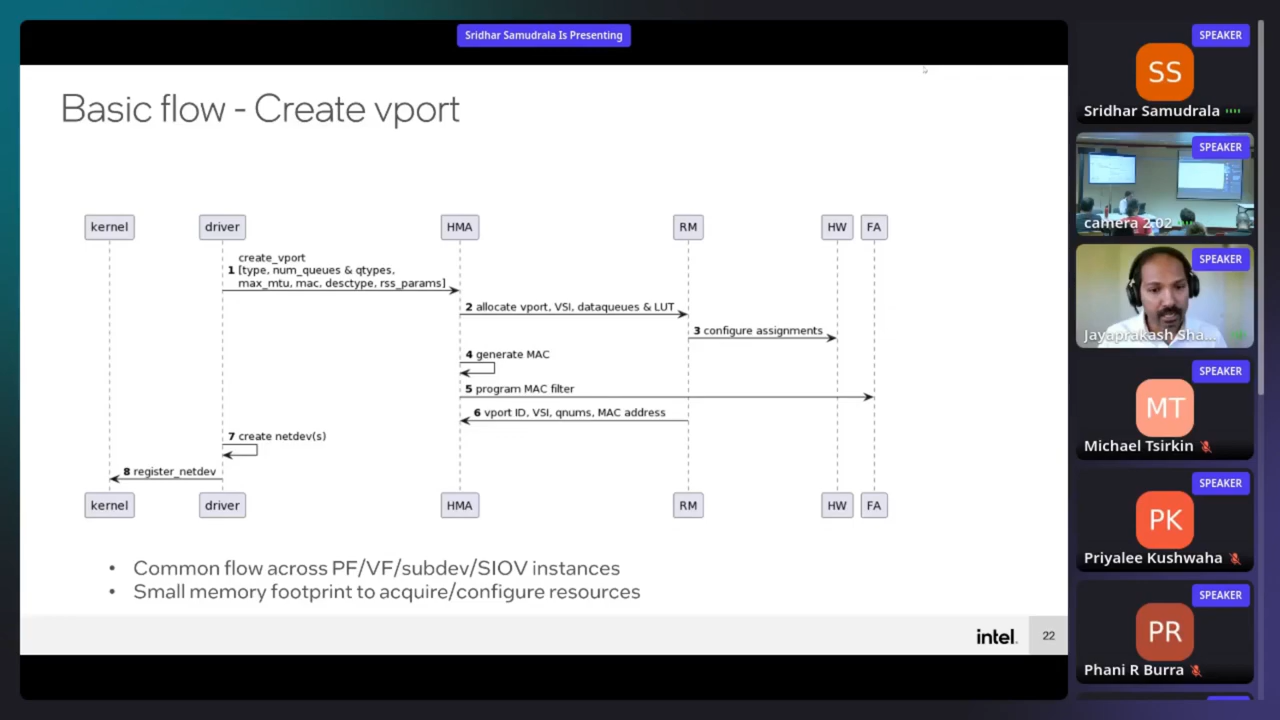 Sridhar Samudrala Is Presenting
Basic flow - Create vport
kernel
driver
HMA
RM
HW
FA
create_vport
1 [type, num_queues & qtypes,
max_mtu, mac, desctype, rss_params]
2 allocate vport, VSI, dataqueues & LUT
3 configure assignments
4 generate MAC
5 program MAC filter
6 vport ID, VSI, qnums, MAC address
7 create netdev(s)
8 register_netdev
kernel
driver
HMA
RM
HW
FA
• Common flow across PF/VF/subdev/SIOV instances
• Small memory footprint to acquire/configure resources
intel.
22
SPEAKER
SS
Sridhar Samudrala
SPEAKER
camera 2.02
SPEAKER
Jayaprakash Sha...
SPEAKER
MT
Michael Tsirkin
SPEAKER
PK
Priyalee Kushwaha
SPEAKER
PR
Phani R Burra